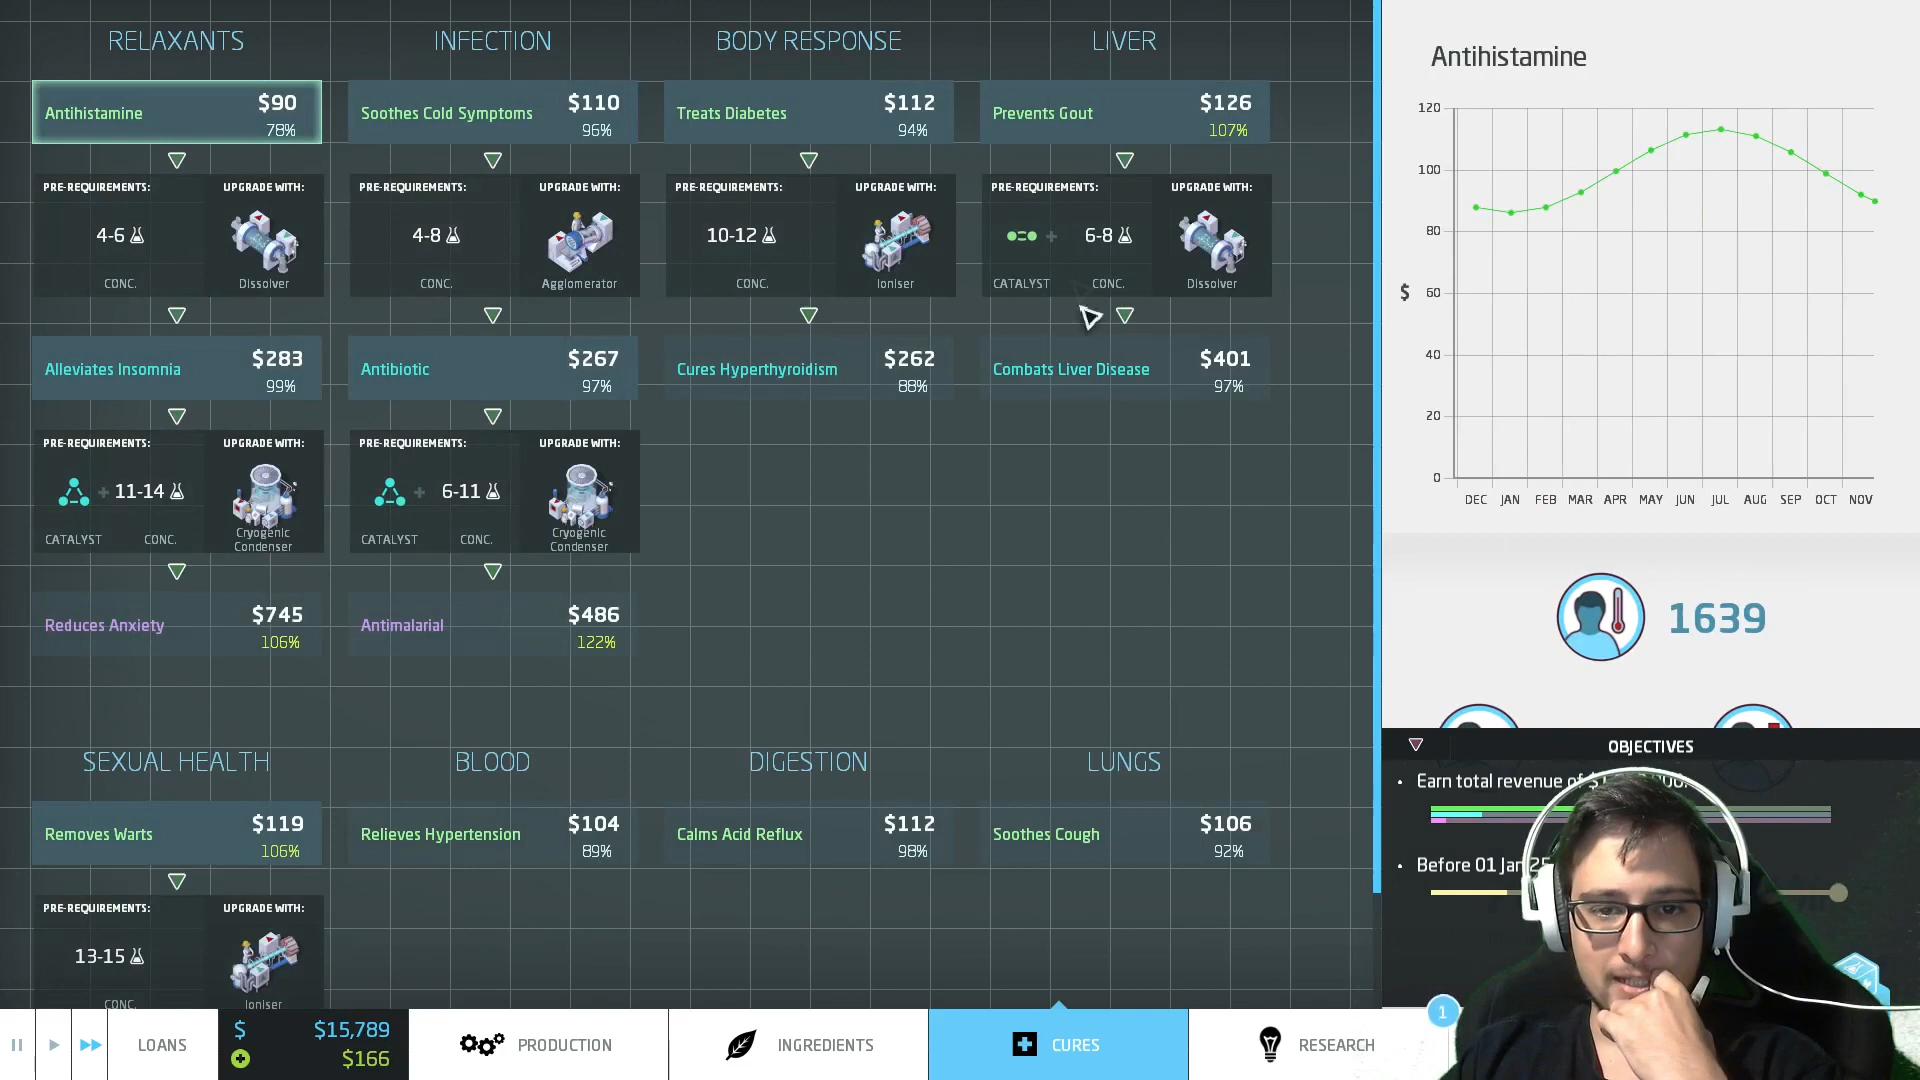 RELAXANTS
Antihistamine
$90
78%
PRE-REQUIREMENTS:
UPGRADE WITH:
4-6
CONC.
Dissolver
Alleviates Insomnia
$283
99%
PRE-REQUIREMENTS:
UPGRADE WITH:
+ 11-14
CATALYST
CONC.
Cryogenic
Condenser
Reduces Anxiety
$745
106%
INFECTION
Soothes Cold Symptoms
$110
96%
PRE-REQUIREMENTS:
UPGRADE WITH:
4-8
CONC.
Agglomerator
Antibiotic
$267
97%
PRE-REQUIREMENTS:
UPGRADE WITH:
+ 6-11
CATALYST
CONC.
Cryogenic
Condenser
Antimalarial
$486
122%
BODY RESPONSE
Treats Diabetes
$112
94%
PRE-REQUIREMENTS:
UPGRADE WITH:
10-12
CONC.
Ioniser
Cures Hyperthyroidism
$262
88%
LIVER
Prevents Gout
$126
107%
PRE-REQUIREMENTS:
UPGRADE WITH:
+ 6-8
CATALYST
CONC.
Dissolver
Combats Liver Disease
$401
97%
SEXUAL HEALTH
Removes Warts
$119
106%
PRE-REQUIREMENTS:
UPGRADE WITH:
13-15
CONC.
Ioniser
BLOOD
Relieves Hypertension
$104
89%
DIGESTION
Calms Acid Reflux
$112
98%
LUNGS
Soothes Cough
$106
92%
Antihistamine
120
100
80
$ 60
40
20
0
DEC JAN FEB MAR APR MAY JUN JUL AUG SEP OCT NOV
1639
OBJECTIVES
Earn total revenue of
Before 01 Jan
LOANS
$ $15,789
$166
PRODUCTION
INGREDIENTS
CURES
RESEARCH
1